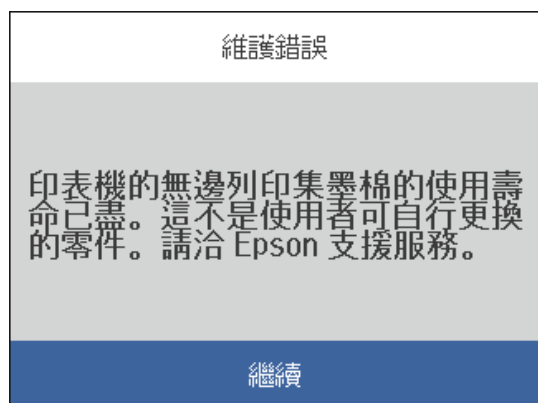 維護錯誤
印表機的無邊列印集墨棉的使用壽
命已盡。這不是使用者可自行更換
的零件。請洽 Epson 支援服務。
繼續